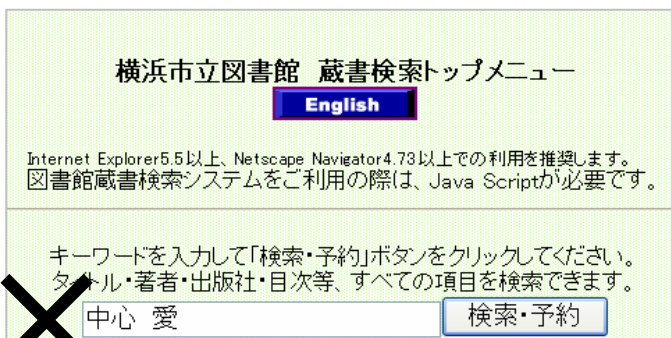 横浜市立図書館 蔵書検索トップメニュー
English
Internet Explorer5.5以上、Netscape Navigator4.73以上での利用を推奨します。
図書館蔵書検索システムをご利用の際は、Java Scriptが必要です。
キーワードを入力して「検索・予約」ボタンをクリックしてください。
タイトル・著者・出版社・目次等、すべての項目を検索できます。
中心 愛 検索・予約